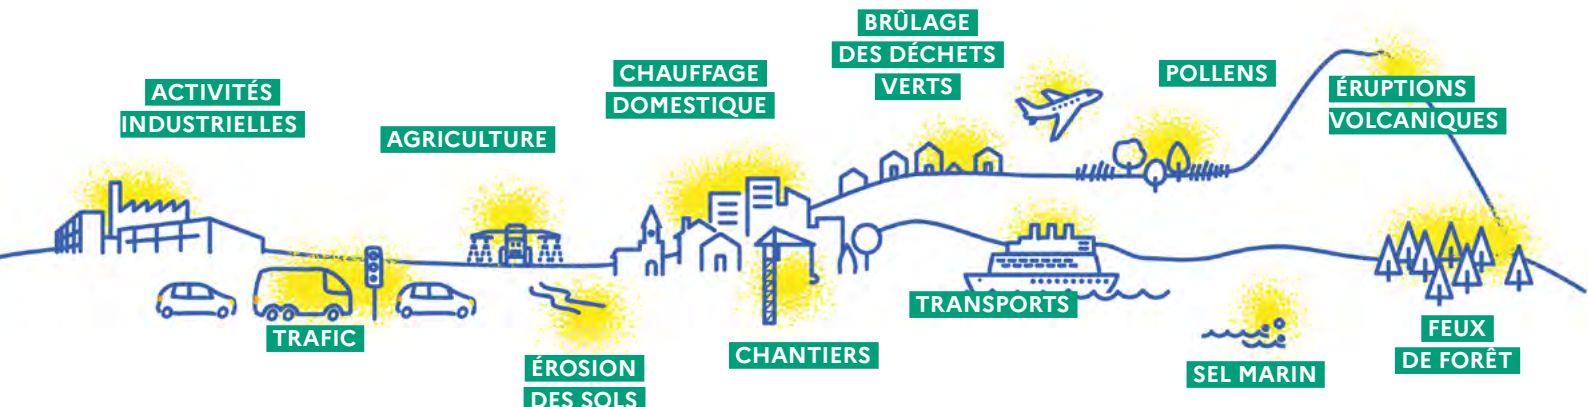 ACTIVITÉS
INDUSTRIELLES
AGRICULTURE
CHAUFFAGE
DOMESTIQUE
BRÛLAGE
DES DÉCHETS
VERTS
POLLENS
ÉRUPTIONS
VOLCANIQUES
TRAFIC
ÉROSION
DES SOLS
CHANTIERS
TRANSPORTS
SEL MARIN
FEUX
DE FORÊT